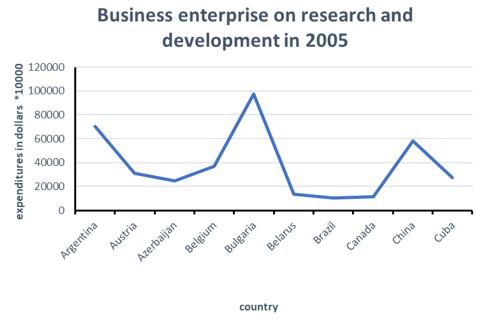 Business enterprise on research and
development in 2005
expenditures in dollars *10000
120000
100000
80000
60000
40000
20000
0
Argentina
Austria
Azerbaijan
Belgium
Bulgaria
Belarus
Brazil
Canada
China
Cuba
country